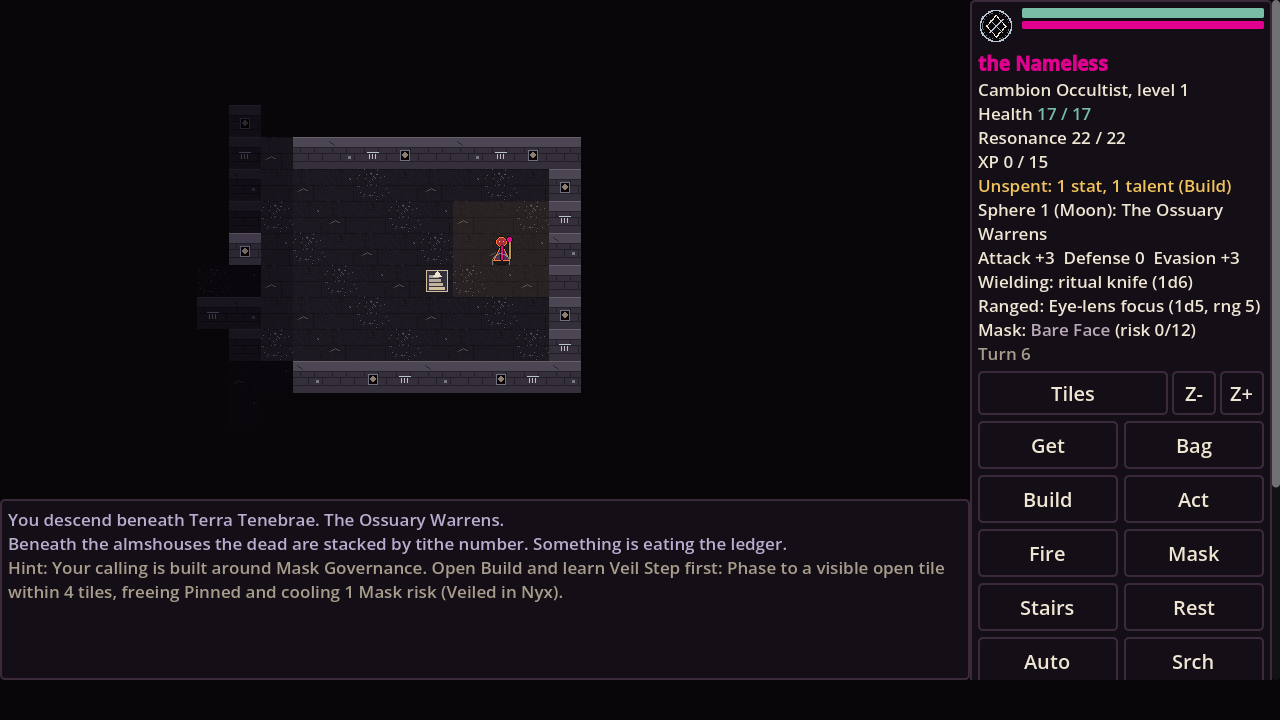 the Nameless
Cambion Occultist, level 1
Health 17 / 17
Resonance 22 / 22
XP 0 / 15
Unspent: 1 stat, 1 talent (Build)
Sphere 1 (Moon): The Ossuary
Warrens
Attack +3  Defense 0  Evasion +3
Wielding: ritual knife (1d6)
Ranged: Eye-lens focus (1d5, rng 5)
Mask: Bare Face (risk 0/12)
Turn 6
Tiles Z- Z+
Get Bag
Build Act
Fire Mask
Stairs Rest
Auto Srch
You descend beneath Terra Tenebrae. The Ossuary Warrens.
Beneath the almshouses the dead are stacked by tithe number. Something is eating the ledger.
Hint: Your calling is built around Mask Governance. Open Build and learn Veil Step first: Phase to a visible open tile
within 4 tiles, freeing Pinned and cooling 1 Mask risk (Veiled in Nyx).